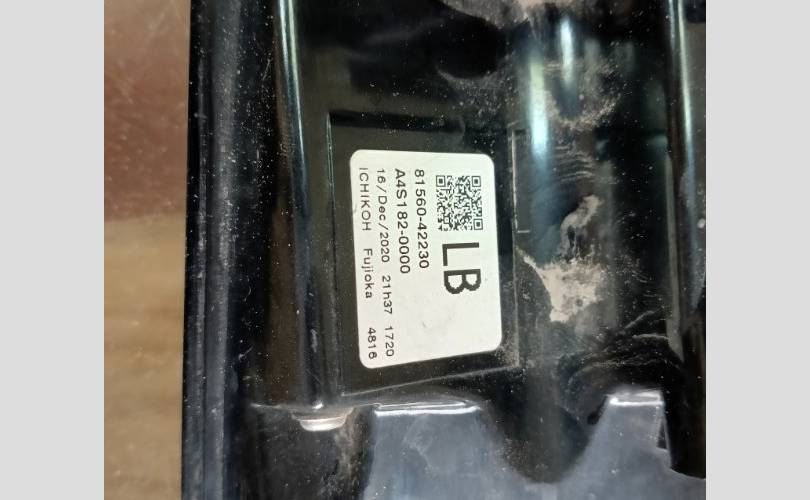 LB
81560-42230
A4S182-0000
16/Dec/2020 21h37 1720
ICHIKOH Fujioka 4816